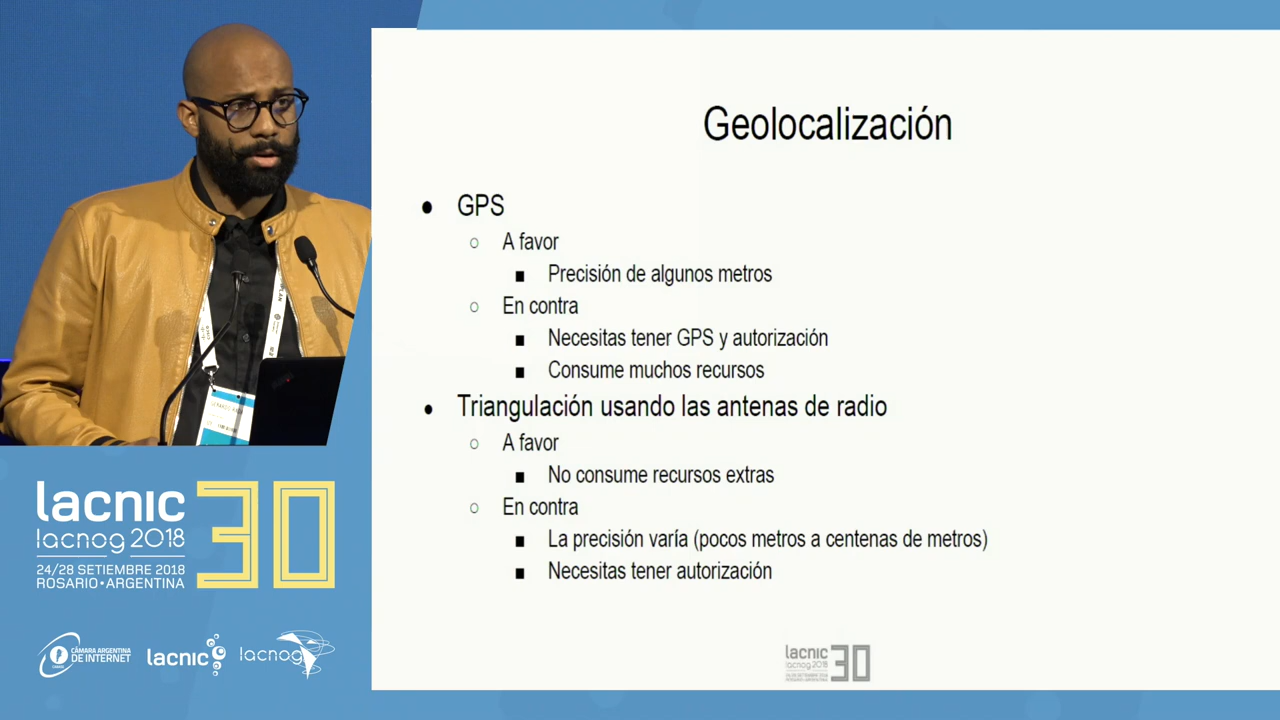 Geolocalización
● GPS
○ A favor
■ Precisión de algunos metros
○ En contra
■ Necesitas tener GPS y autorización
■ Consume muchos recursos
● Triangulación usando las antenas de radio
○ A favor
■ No consume recursos extras
○ En contra
■ La precisión varía (pocos metros a centenas de metros)
■ Necesitas tener autorización
lacnic 30
lacnog 2018
24/28 SETIEMBRE 2018
ROSARIO•ARGENTINA
CÁMARA ARGENTINA
DE INTERNET
lacnic
lacnog
lacnic 30
lacnog 2018